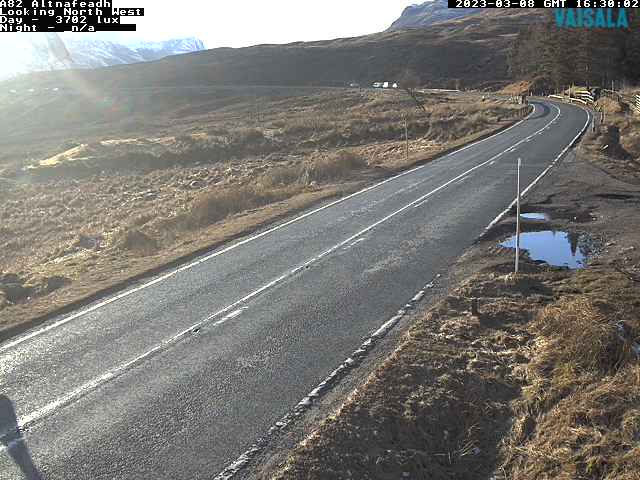 A82 Altnafeadh
Looking North West
Day - 3702 lux
Night - n/a
2023-03-08 GMT 16:30:02
VAISALA